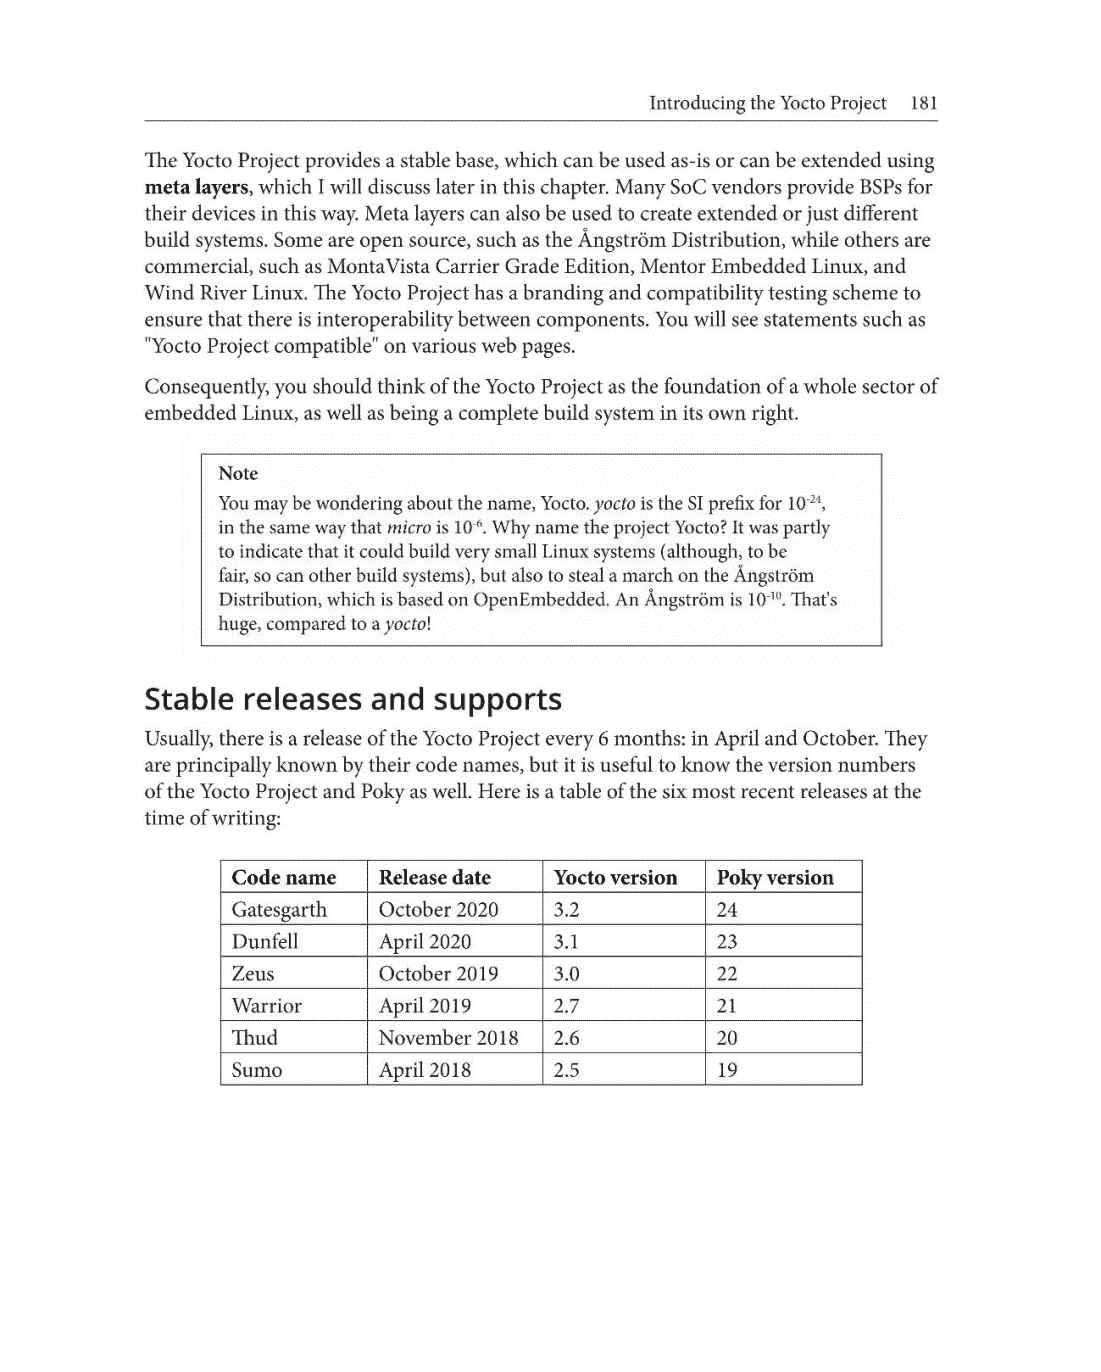 Introducing the Yocto Project 181
The Yocto Project provides a stable base, which can be used as-is or can be extended using
meta layers, which I will discuss later in this chapter. Many SoC vendors provide BSPs for
their devices in this way. Meta layers can also be used to create extended or just different
build systems. Some are open source, such as the Ångström Distribution, while others are
commercial, such as MontaVista Carrier Grade Edition, Mentor Embedded Linux, and
Wind River Linux. The Yocto Project has a branding and compatibility testing scheme to
ensure that there is interoperability between components. You will see statements such as
"Yocto Project compatible" on various web pages.
Consequently, you should think of the Yocto Project as the foundation of a whole sector of
embedded Linux, as well as being a complete build system in its own right.
Note
You may be wondering about the name, Yocto. yocto is the SI prefix for 10⁻²⁴,
in the same way that micro is 10⁻⁶. Why name the project Yocto? It was partly
to indicate that it could build very small Linux systems (although, to be
fair, so can other build systems), but also to steal a march on the Ångström
Distribution, which is based on OpenEmbedded. An Ångström is 10⁻¹⁰. That's
huge, compared to a yocto!
Stable releases and supports
Usually, there is a release of the Yocto Project every 6 months: in April and October. They
are principally known by their code names, but it is useful to know the version numbers
of the Yocto Project and Poky as well. Here is a table of the six most recent releases at the
time of writing:
Code name Release date Yocto version Poky version
Gatesgarth October 2020 3.2 24
Dunfell April 2020 3.1 23
Zeus October 2019 3.0 22
Warrior April 2019 2.7 21
Thud November 2018 2.6 20
Sumo April 2018 2.5 19